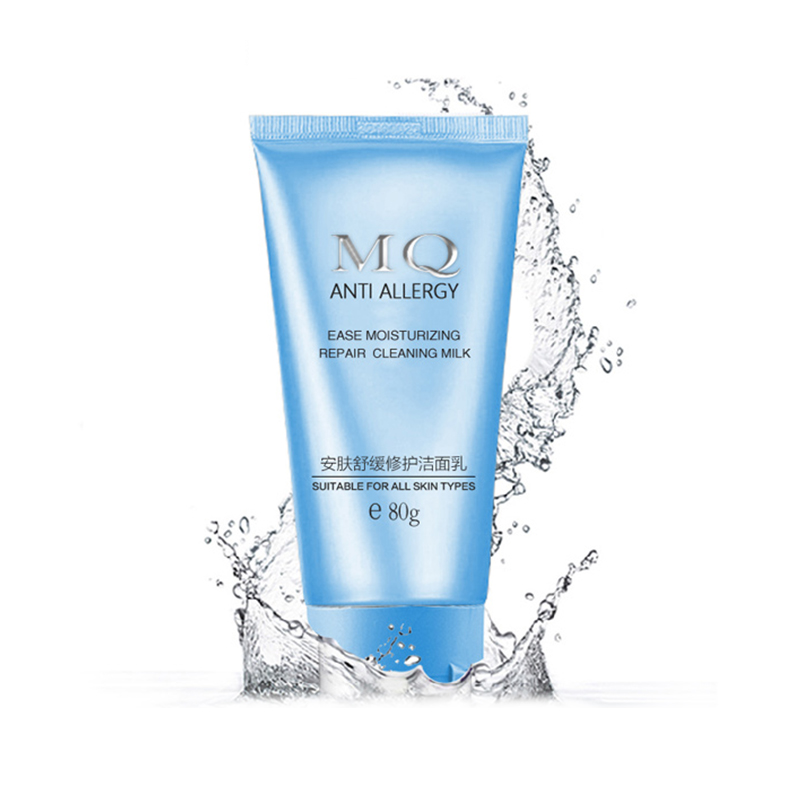 MQ
ANTI ALLERGY
EASE MOISTURIZING
REPAIR CLEANING MILK
安肤舒缓修护洁面乳
SUITABLE FOR ALL SKIN TYPES
e 80g